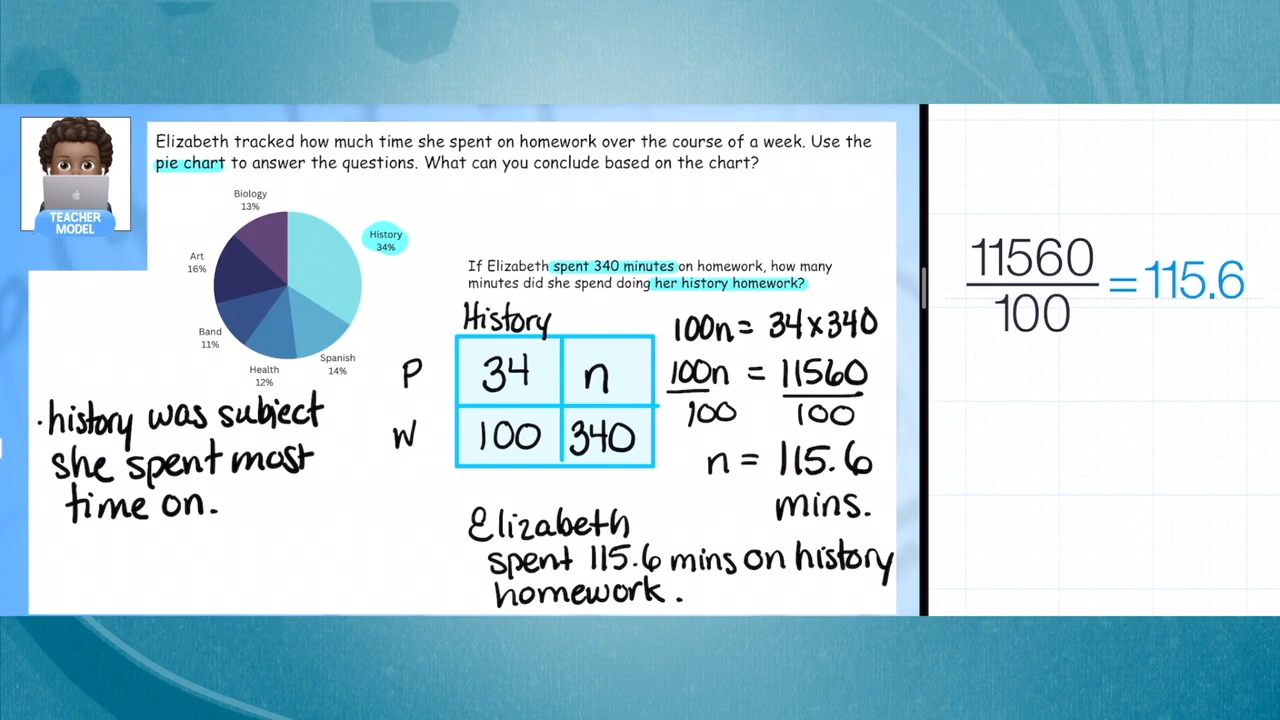 TEACHER
MODEL
Elizabeth tracked how much time she spent on homework over the course of a week. Use the
pie chart to answer the questions. What can you conclude based on the chart?
Biology
13%
History
34%
Art
16%
Band
11%
Health
12%
Spanish
14%
· history was subject
she spent most
time on.
If Elizabeth spent 340 minutes on homework, how many
minutes did she spend doing her history homework?
History
P 34 n
W 100 340
100n = 34 x 340
100n = 11560
100 100
n = 115.6
mins.
Elizabeth
spent 115.6 mins on history
homework.
11560
100
= 115.6